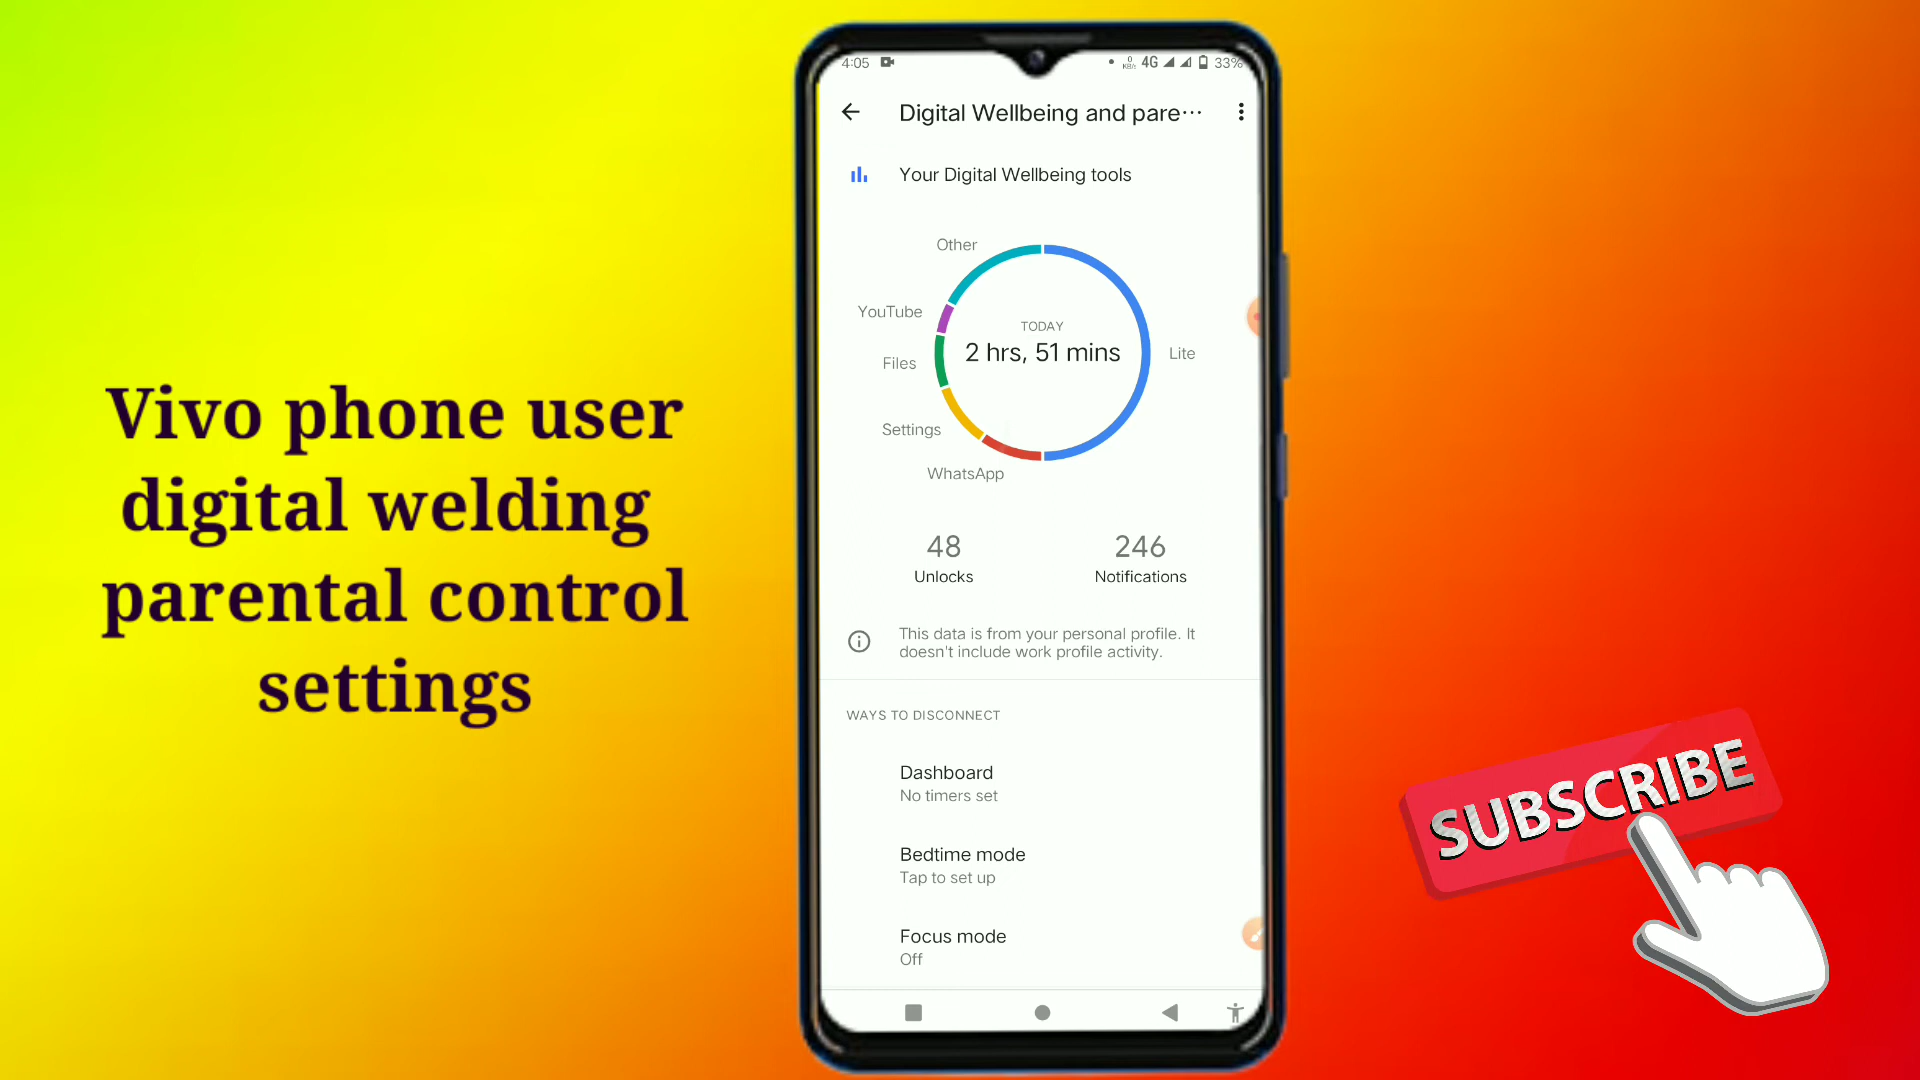 Vivo phone user
digital welding
parental control
settings
4:05
4G
33%
Digital Wellbeing and pare···
Your Digital Wellbeing tools
Other
YouTube
Files
Settings
WhatsApp
Lite
TODAY
2 hrs, 51 mins
48
Unlocks
246
Notifications
This data is from your personal profile. It
doesn't include work profile activity.
WAYS TO DISCONNECT
Dashboard
No timers set
Bedtime mode
Tap to set up
Focus mode
Off
SUBSCRIBE